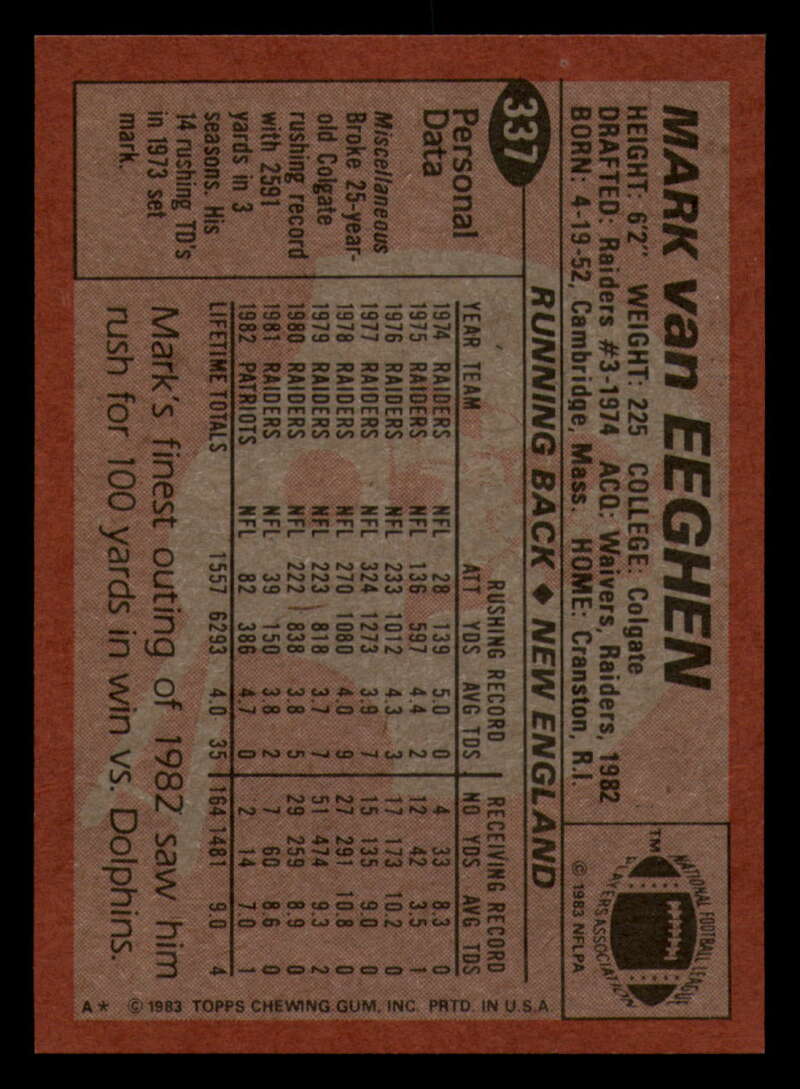 337
MARK van EEGHEN
HEIGHT: 6'2" WEIGHT: 225 COLLEGE: Colgate
DRAFTED: Raiders #3-1974 ACQ: Waivers, Raiders, 1982
BORN: 4-19-52, Cambridge, Mass. HOME: Cranston, R.I.
NATIONAL FOOTBALL LEAGUE
PLAYERS ASSOCIATION
TM
© 1983 NFLPA
RUNNING BACK ♦ NEW ENGLAND
Personal
Data
Miscellaneous
Broke 25-year-
old Colgate
rushing record
with 2591
yards in 3
seasons. His
14 rushing TD's
in 1973 set
mark.
RUSHING RECORD RECEIVING RECORD
YEAR TEAM ATT YDS AVG TDS NO YDS AVG TDS
1974 RAIDERS NFL 28 139 5.0 0 4 33 8.3 0
1975 RAIDERS NFL 136 597 4.4 2 12 42 3.5 1
1976 RAIDERS NFL 233 1012 4.3 3 17 173 10.2 0
1977 RAIDERS NFL 324 1273 3.9 7 15 135 9.0 0
1978 RAIDERS NFL 270 1080 4.0 9 27 291 10.8 0
1979 RAIDERS NFL 223 818 3.7 7 51 474 9.3 2
1980 RAIDERS NFL 222 838 3.8 5 29 259 8.9 0
1981 RAIDERS NFL 39 150 3.8 2 7 60 8.6 0
1982 PATRIOTS NFL 82 386 4.7 0 2 14 7.0 1
LIFETIME TOTALS 1557 6293 4.0 35 164 1481 9.0 4
Mark's finest outing of 1982 saw him
rush for 100 yards in win vs. Dolphins.
A* © 1983 TOPPS CHEWING GUM, INC. PRTD. IN U.S.A.